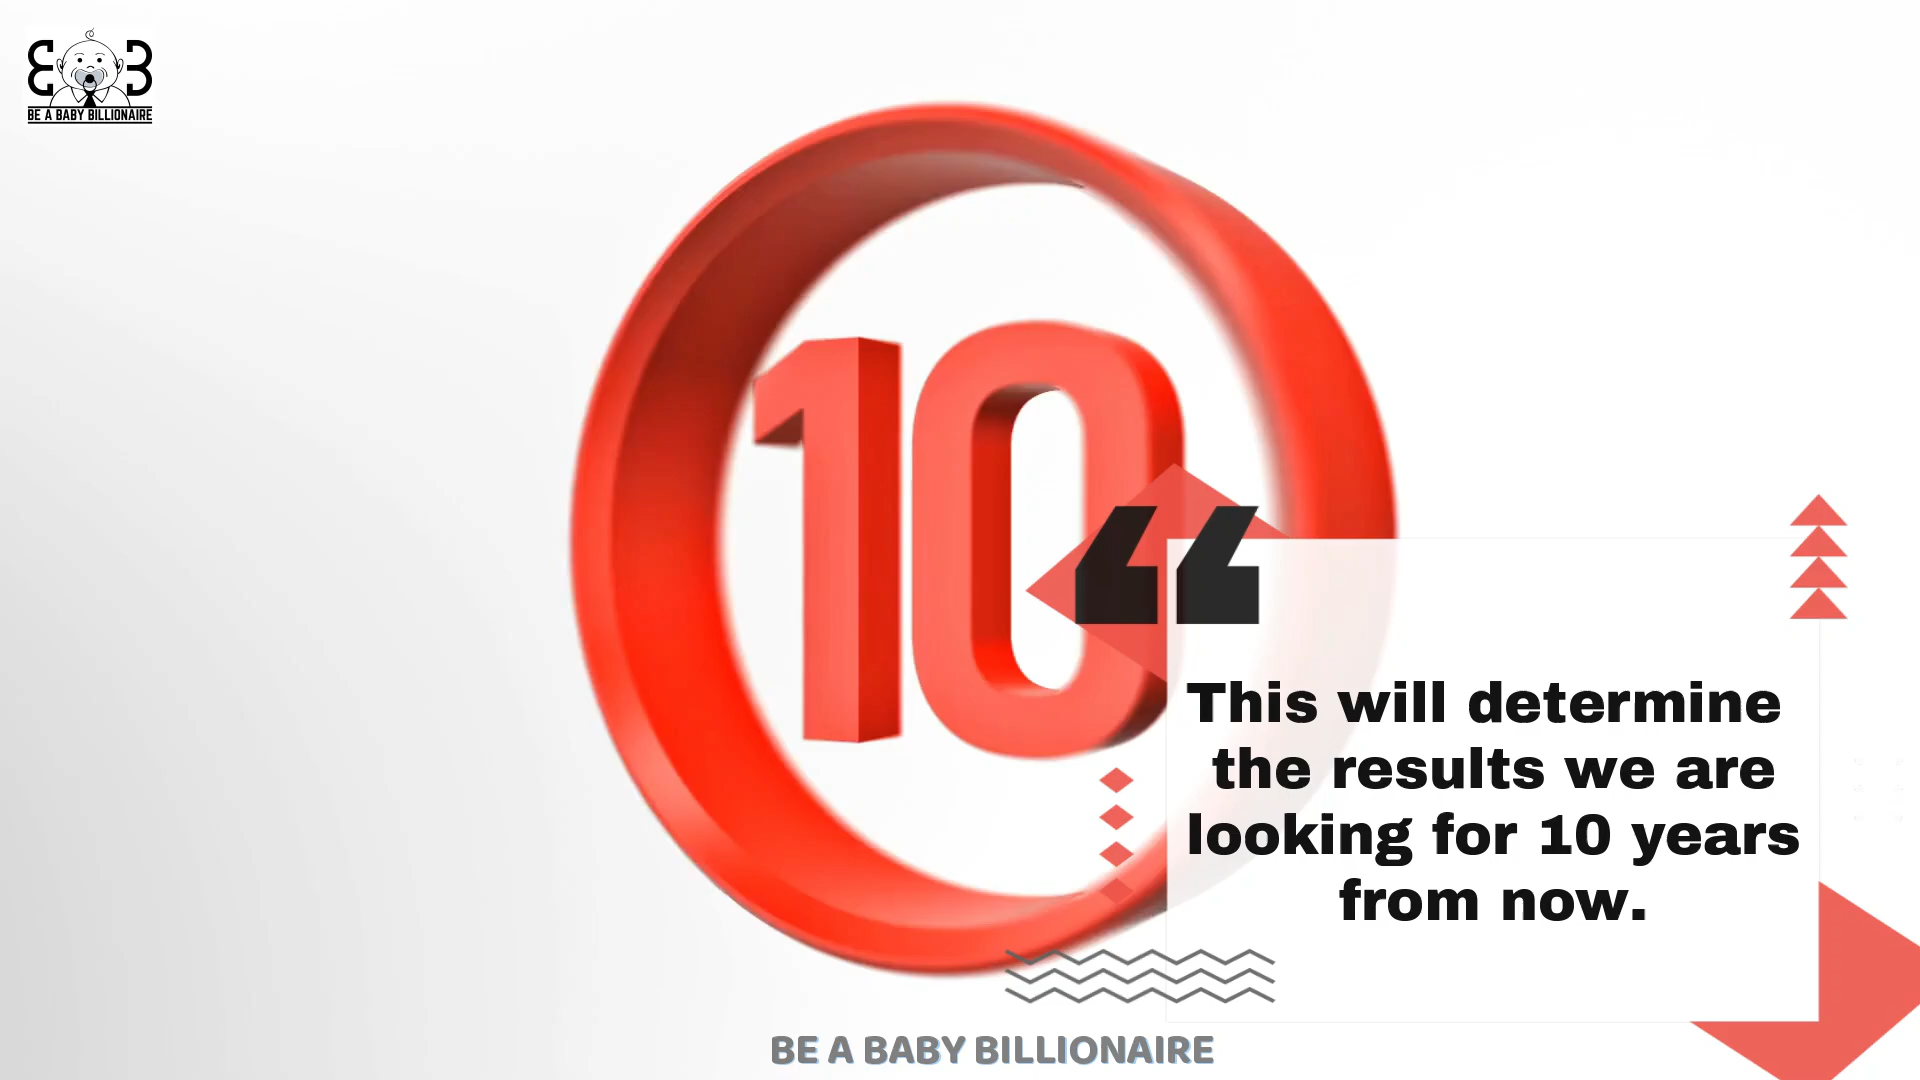 BE A BABY BILLIONAIRE
10
“
This will determine
the results we are
looking for 10 years
from now.
BE A BABY BILLIONAIRE